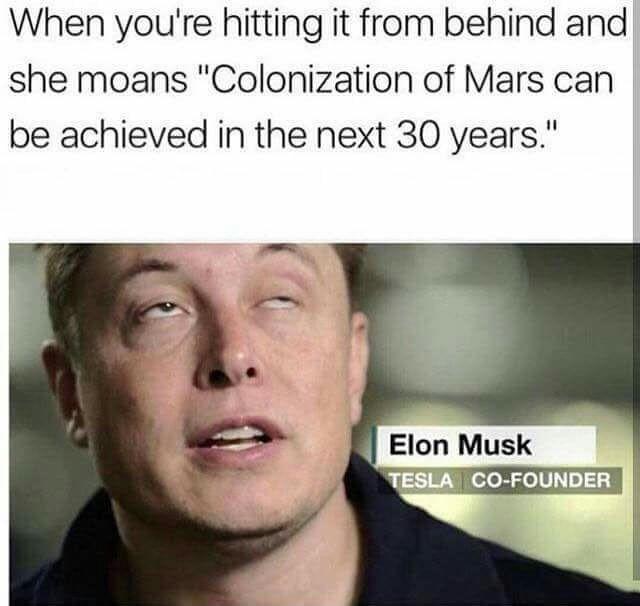 When you're hitting it from behind and
she moans "Colonization of Mars can
be achieved in the next 30 years."
Elon Musk
TESLA CO-FOUNDER